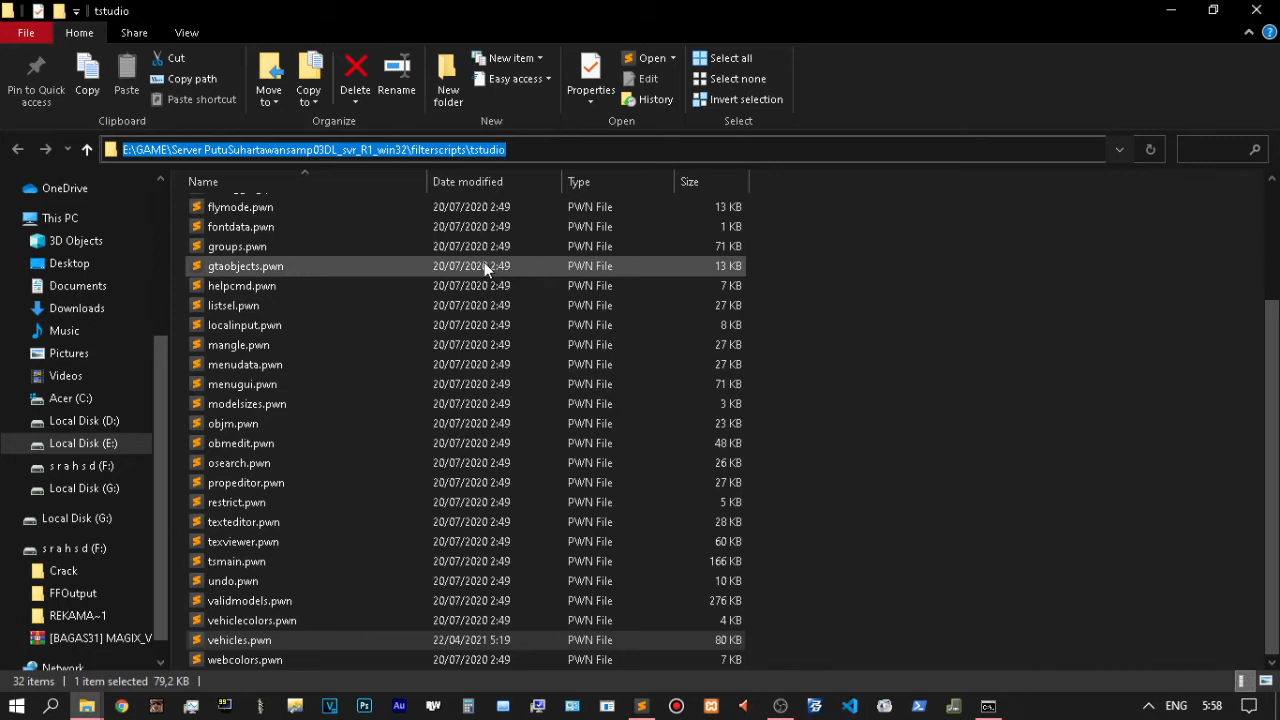 tstudio
File Home Share View
Pin to Quick access
Copy
Paste
Cut
Copy path
Paste shortcut
Clipboard
Move to
Copy to
Delete
Rename
Organize
New folder
New item
Easy access
New
Properties
Open
Edit
History
Open
Select all
Select none
Invert selection
Select
E:\GAME\Server PutuSuhartawansamp03DL_svr_R1_win32\filterscripts\tstudio
OneDrive
This PC
3D Objects
Desktop
Documents
Downloads
Music
Pictures
Videos
Acer (C:)
Local Disk (D:)
Local Disk (E:)
s r a h s d (F:)
Local Disk (G:)
Local Disk (G:)
s r a h s d (F:)
Crack
FFOutput
REKAMA~1
[BAGAS31] MAGIX_V
Network
Name Date modified Type Size
flymode.pwn 20/07/2020 2:49 PWN File 13 KB
fontdata.pwn 20/07/2020 2:49 PWN File 1 KB
groups.pwn 20/07/2020 2:49 PWN File 71 KB
gtaobjects.pwn 20/07/2020 2:49 PWN File 13 KB
helpcmd.pwn 20/07/2020 2:49 PWN File 7 KB
listsel.pwn 20/07/2020 2:49 PWN File 27 KB
localinput.pwn 20/07/2020 2:49 PWN File 8 KB
mangle.pwn 20/07/2020 2:49 PWN File 27 KB
menudata.pwn 20/07/2020 2:49 PWN File 27 KB
menugui.pwn 20/07/2020 2:49 PWN File 71 KB
modelsizes.pwn 20/07/2020 2:49 PWN File 3 KB
objm.pwn 20/07/2020 2:49 PWN File 23 KB
obmedit.pwn 20/07/2020 2:49 PWN File 48 KB
osearch.pwn 20/07/2020 2:49 PWN File 26 KB
propeditor.pwn 20/07/2020 2:49 PWN File 27 KB
restrict.pwn 20/07/2020 2:49 PWN File 5 KB
texteditor.pwn 20/07/2020 2:49 PWN File 28 KB
texviewer.pwn 20/07/2020 2:49 PWN File 60 KB
tsmain.pwn 20/07/2020 2:49 PWN File 166 KB
undo.pwn 20/07/2020 2:49 PWN File 10 KB
validmodels.pwn 20/07/2020 2:49 PWN File 276 KB
vehiclecolors.pwn 20/07/2020 2:49 PWN File 4 KB
vehicles.pwn 22/04/2021 5:19 PWN File 80 KB
webcolors.pwn 20/07/2020 2:49 PWN File 7 KB
32 items 1 item selected 79,2 KB
ENG 5:58